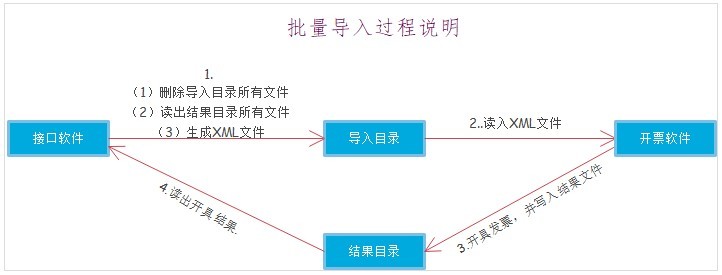 批量导入过程说明
1.
（1）删除导入目录所有文件
（2）读出结果目录所有文件
（3）生成XML文件
接口软件
导入目录
2..读入XML文件
开票软件
4.读出开具结果.
3.开具发票，并写入结果文件
结果目录